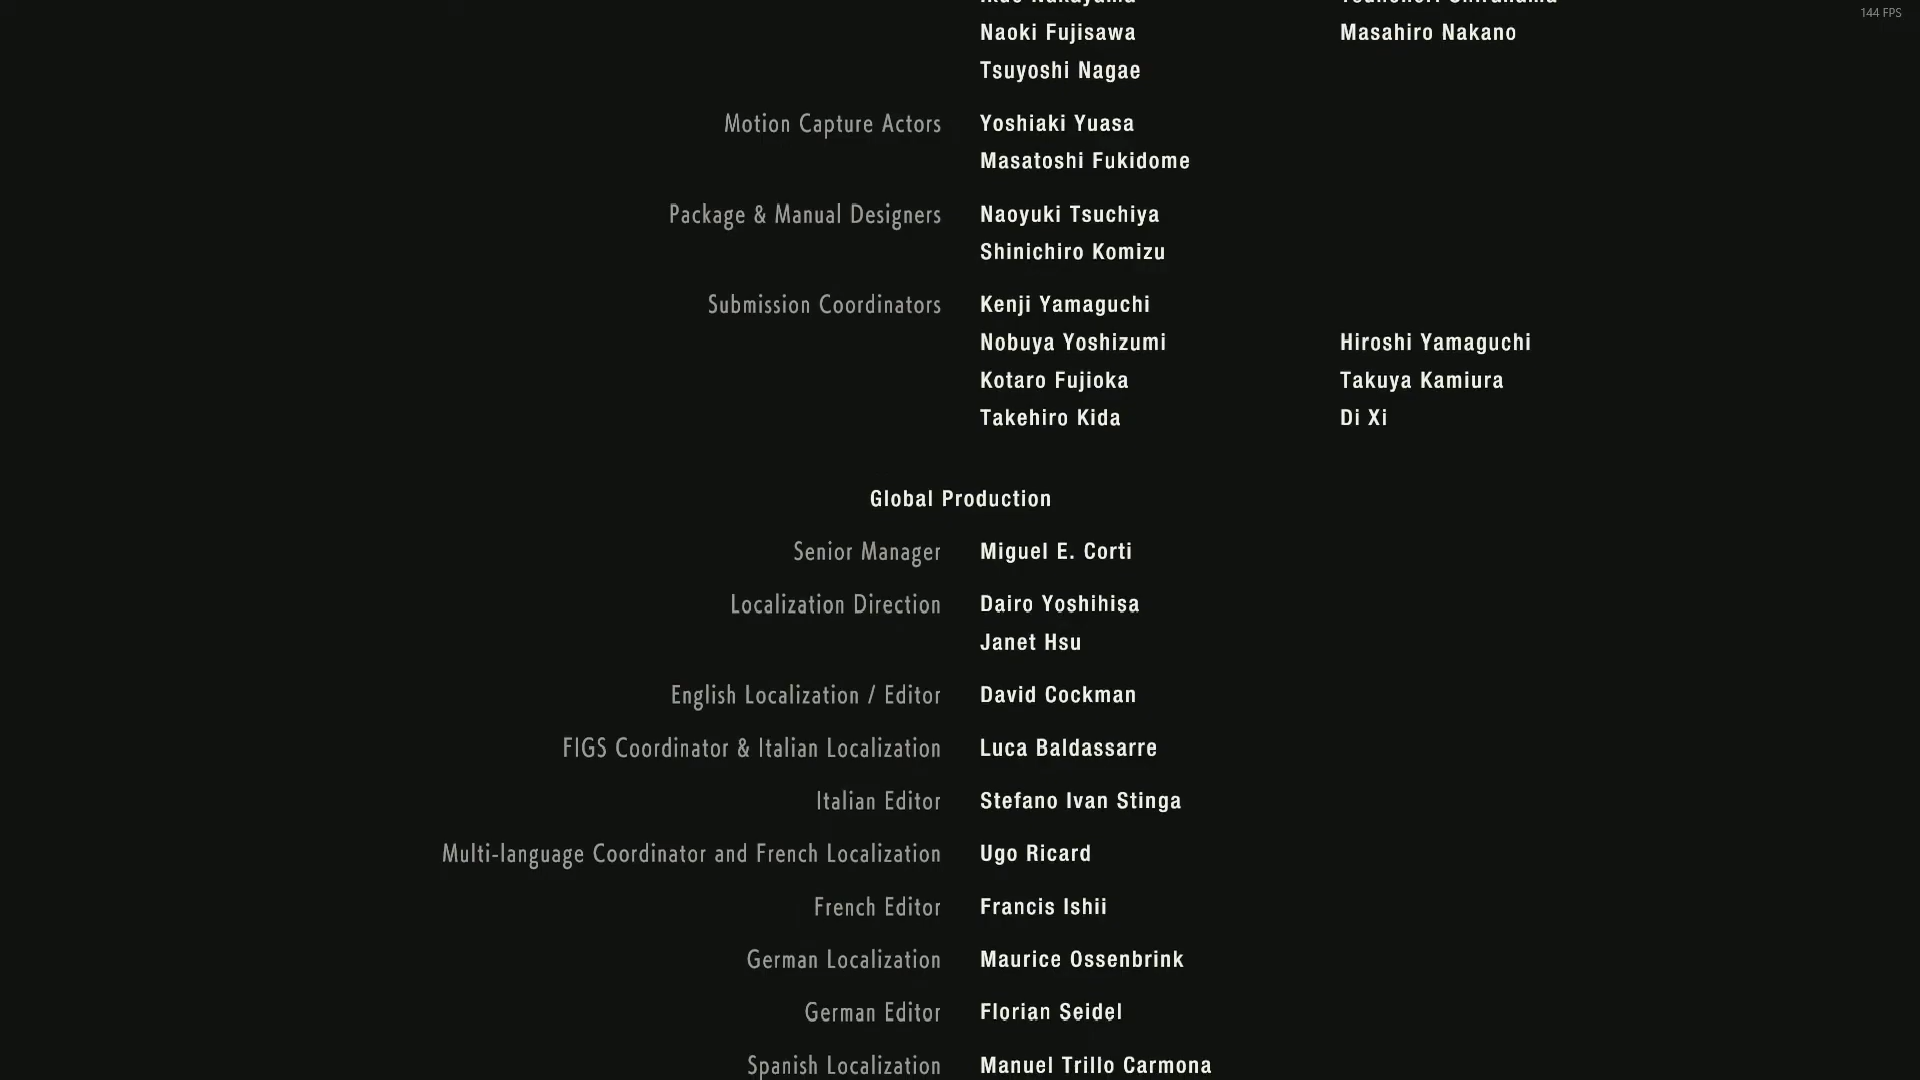 144 FPS
Naoki Fujisawa Masahiro Nakano
Tsuyoshi Nagae
Motion Capture Actors Yoshiaki Yuasa
Masatoshi Fukidome
Package & Manual Designers Naoyuki Tsuchiya
Shinichiro Komizu
Submission Coordinators Kenji Yamaguchi
Nobuya Yoshizumi Hiroshi Yamaguchi
Kotaro Fujioka Takuya Kamiura
Takehiro Kida Di Xi
Global Production
Senior Manager Miguel E. Corti
Localization Direction Dairo Yoshihisa
Janet Hsu
English Localization / Editor David Cockman
FIGS Coordinator & Italian Localization Luca Baldassarre
Italian Editor Stefano Ivan Stinga
Multi-language Coordinator and French Localization Ugo Ricard
French Editor Francis Ishii
German Localization Maurice Ossenbrink
German Editor Florian Seidel
Spanish Localization Manuel Trillo Carmona